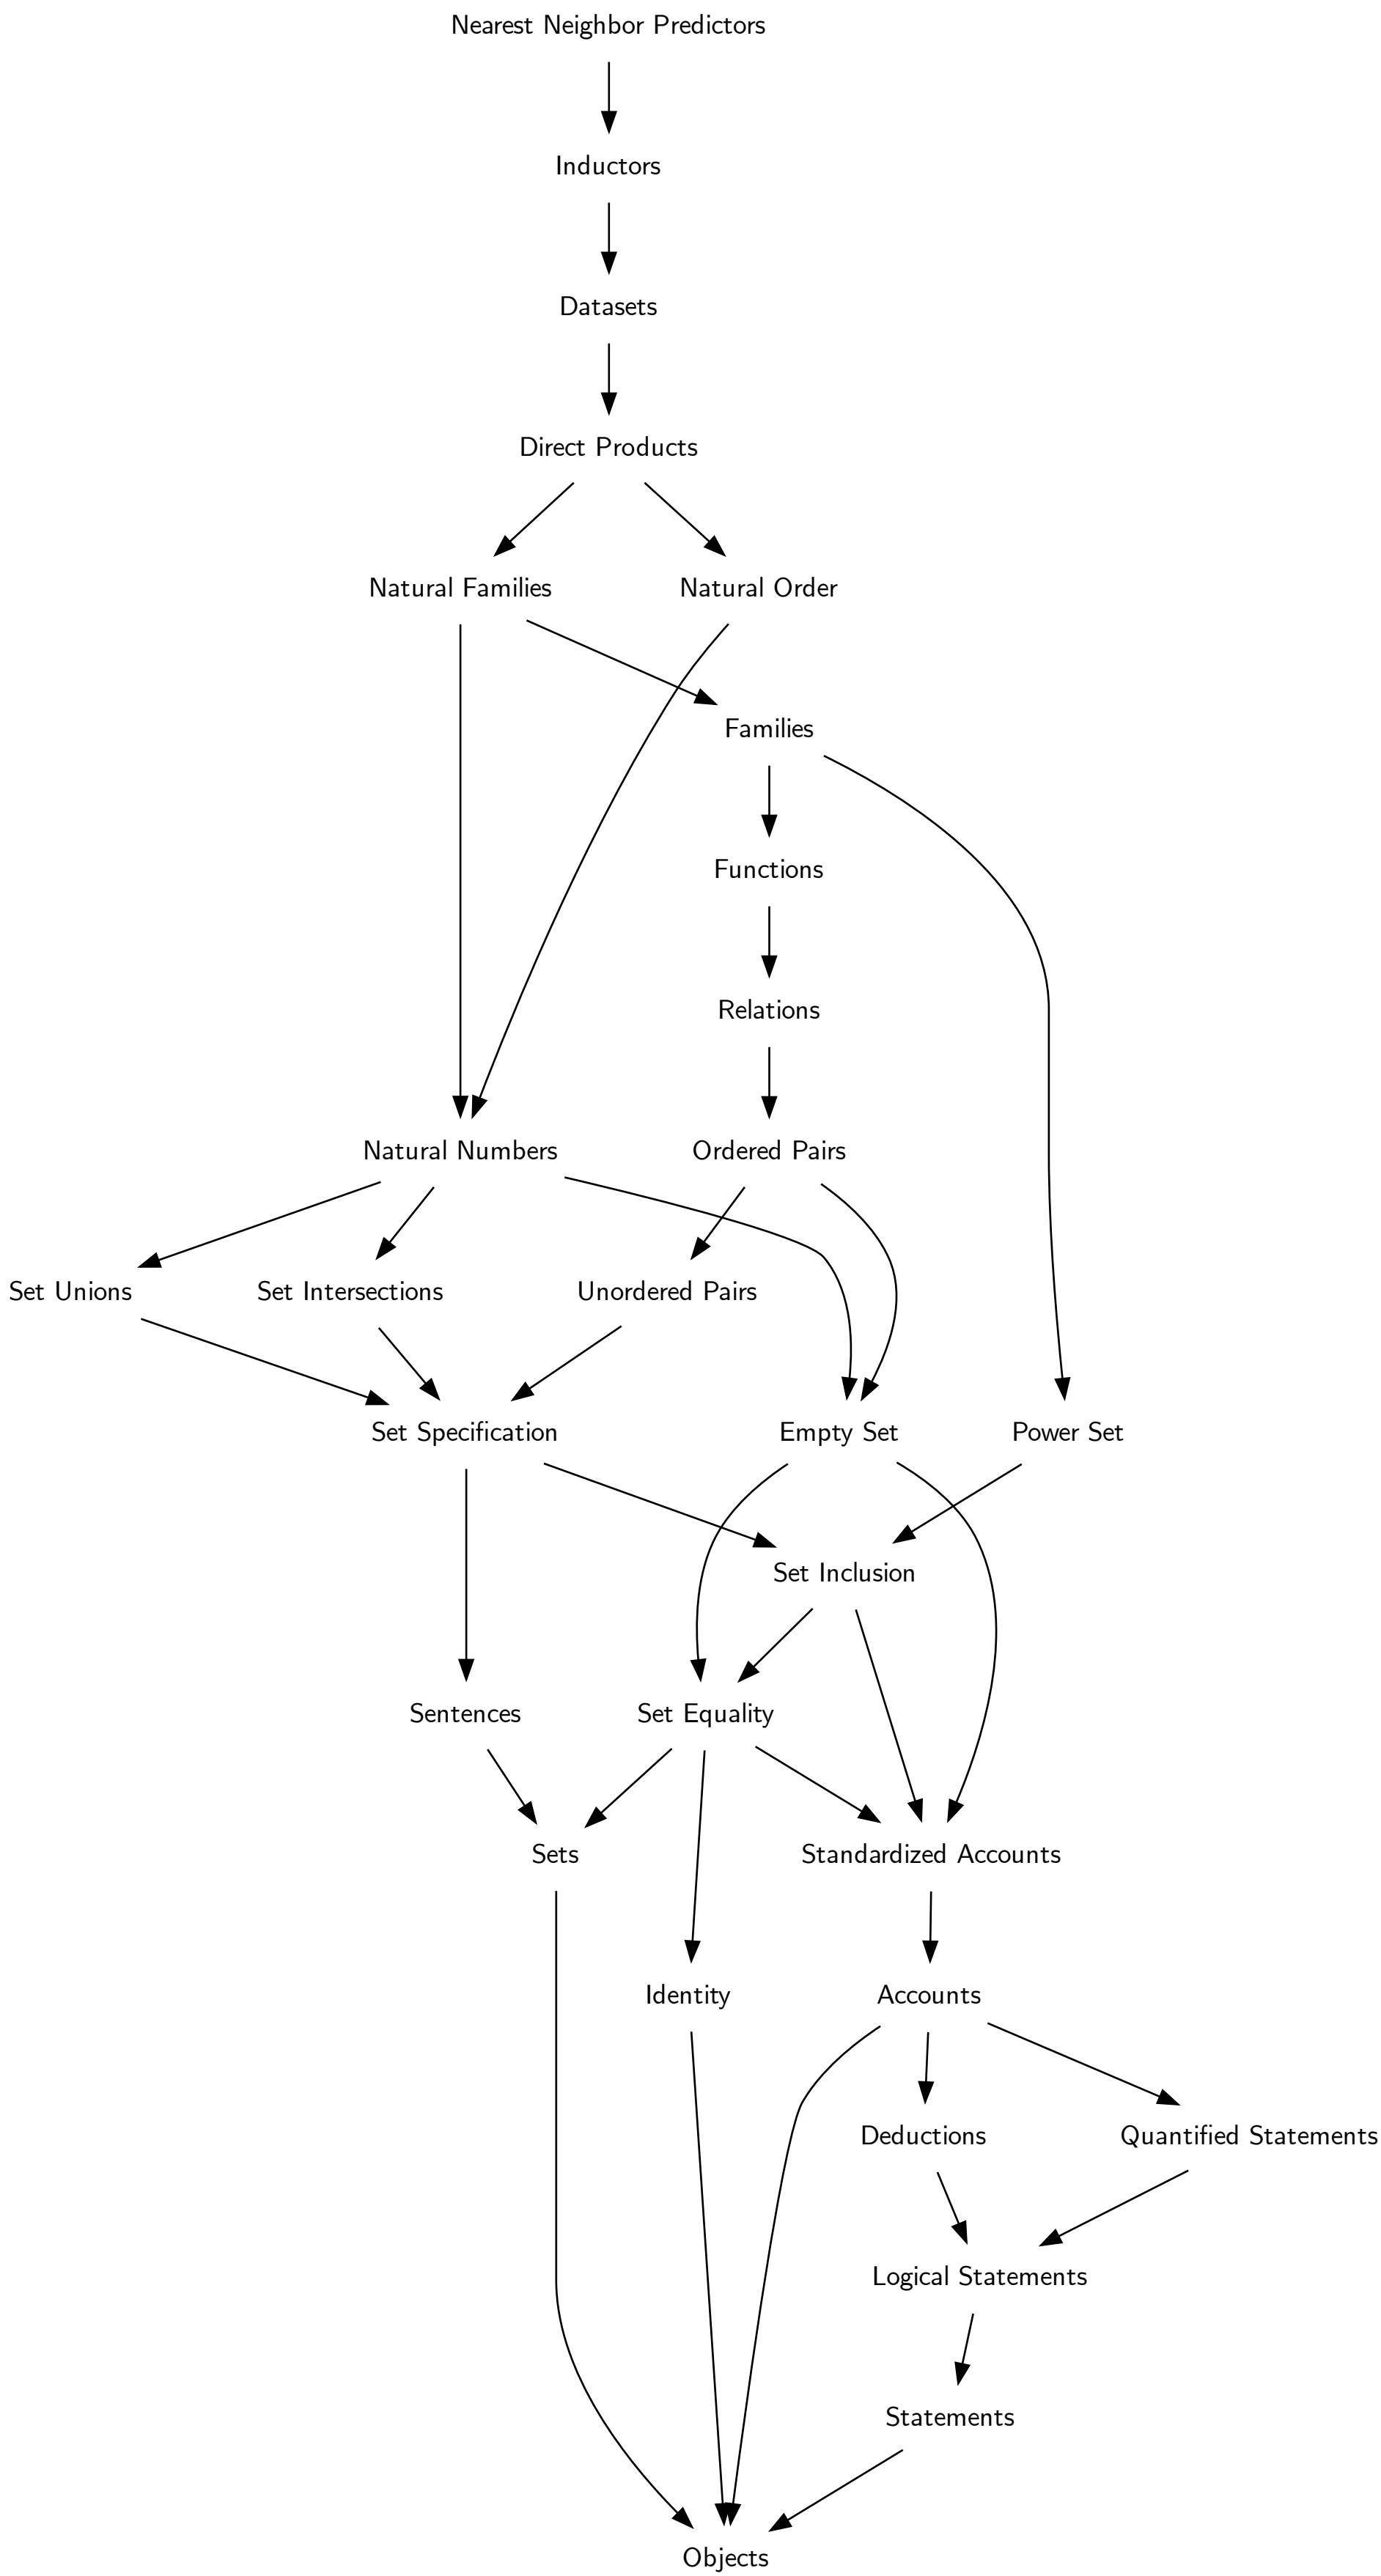 Nearest Neighbor Predictors
Inductors
Datasets
Direct Products
Natural Families
Natural Order
Families
Functions
Relations
Natural Numbers
Ordered Pairs
Set Unions
Set Intersections
Unordered Pairs
Set Specification
Empty Set
Power Set
Set Inclusion
Sentences
Set Equality
Sets
Standardized Accounts
Identity
Accounts
Deductions
Quantified Statements
Logical Statements
Statements
Objects